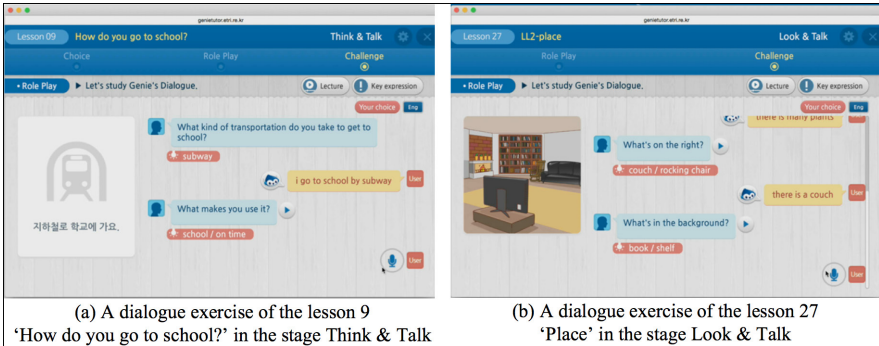 genietutor.etri.re.kr
Lesson 09 How do you go to school? Think & Talk
Choice Role Play Challenge
• Role Play ▶ Let's study Genie's Dialogue. Lecture Key expression
Your choice Eng
What kind of transportation do you take to get to
school?
subway
i go to school by subway User
What makes you use it?
school / on time
User
지하철로 학교에 가요.
(a) A dialogue exercise of the lesson 9
‘How do you go to school?’ in the stage Think & Talk
genietutor.etri.re.kr
Lesson 27 LL2-place Look & Talk
Role Play Challenge
• Role Play ▶ Let's study Genie's Dialogue. Lecture Key expression
Your choice Eng
there is many plants
What's on the right?
couch / rocking chair
there is a couch User
What's in the background?
book / shelf
User
(b) A dialogue exercise of the lesson 27
‘Place’ in the stage Look & Talk